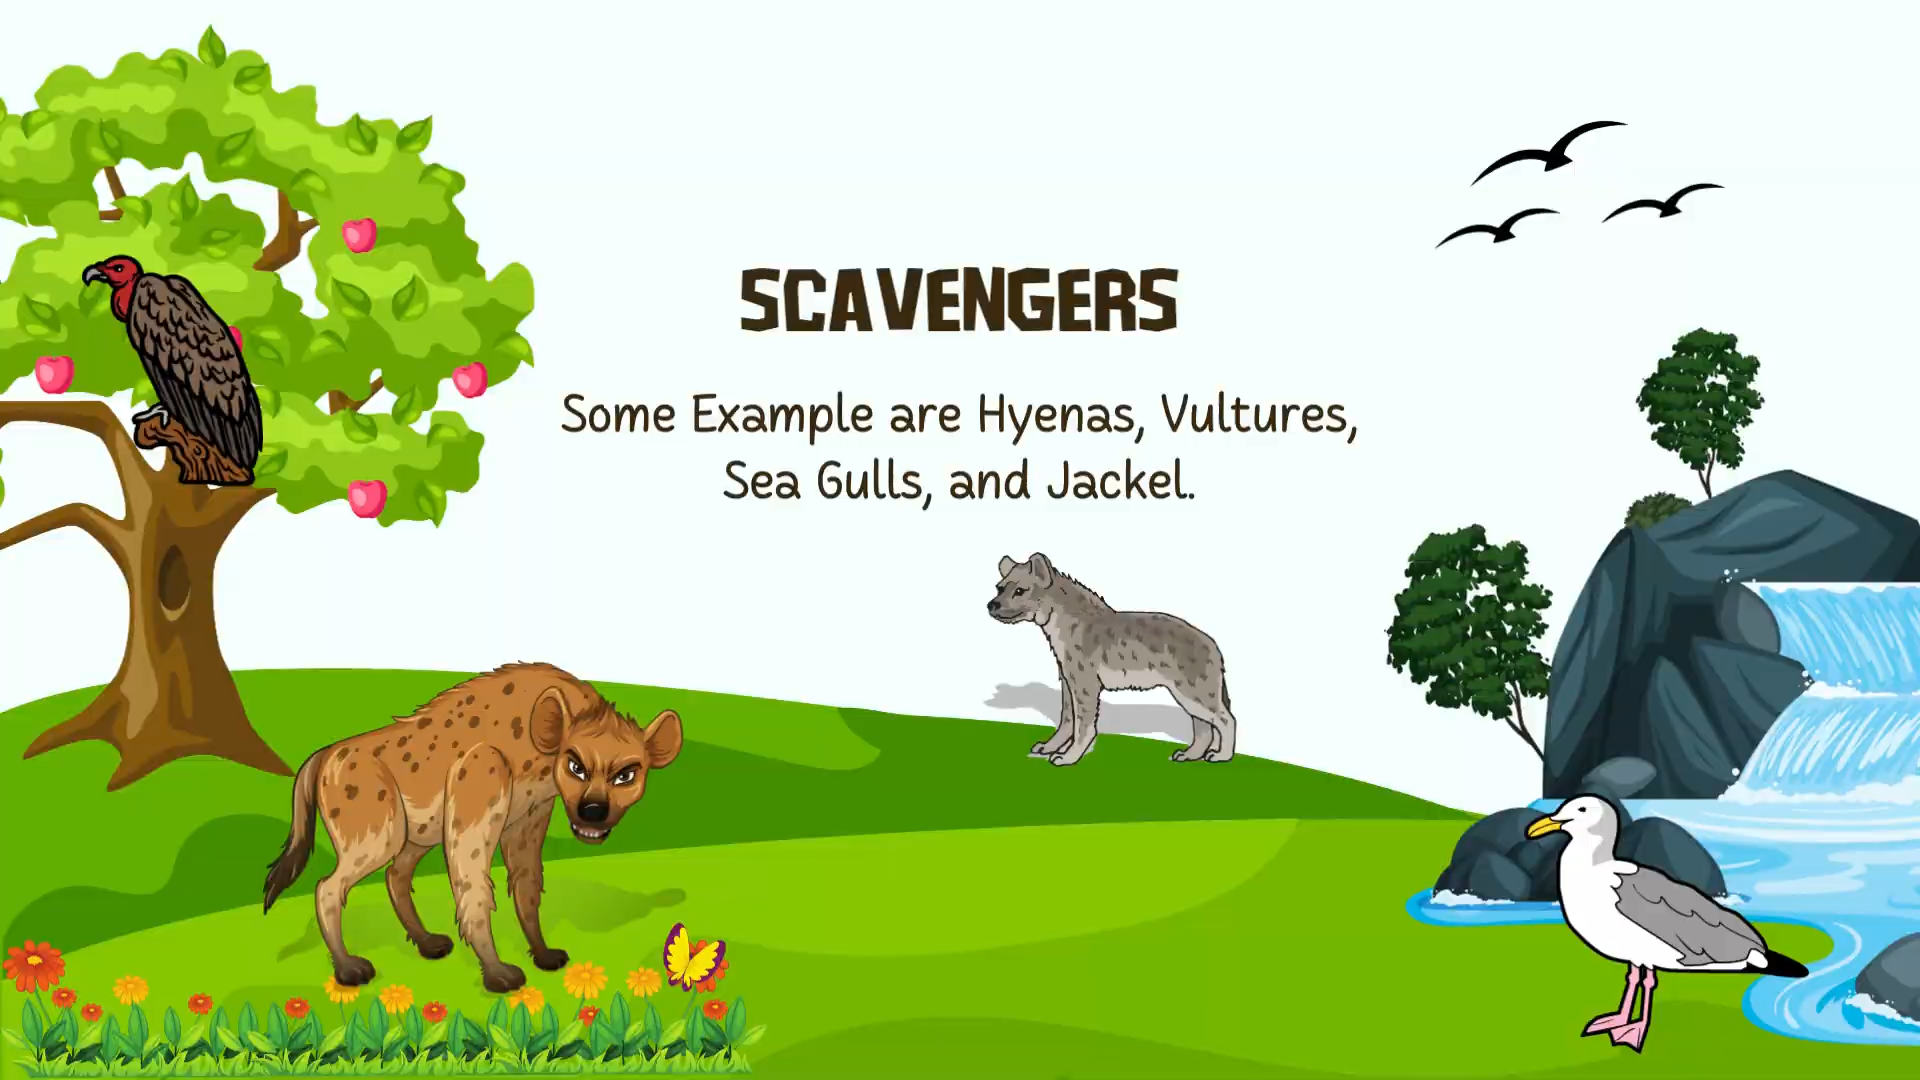 SCAVENGERS
Some Example are Hyenas, Vultures,
Sea Gulls, and Jackel.